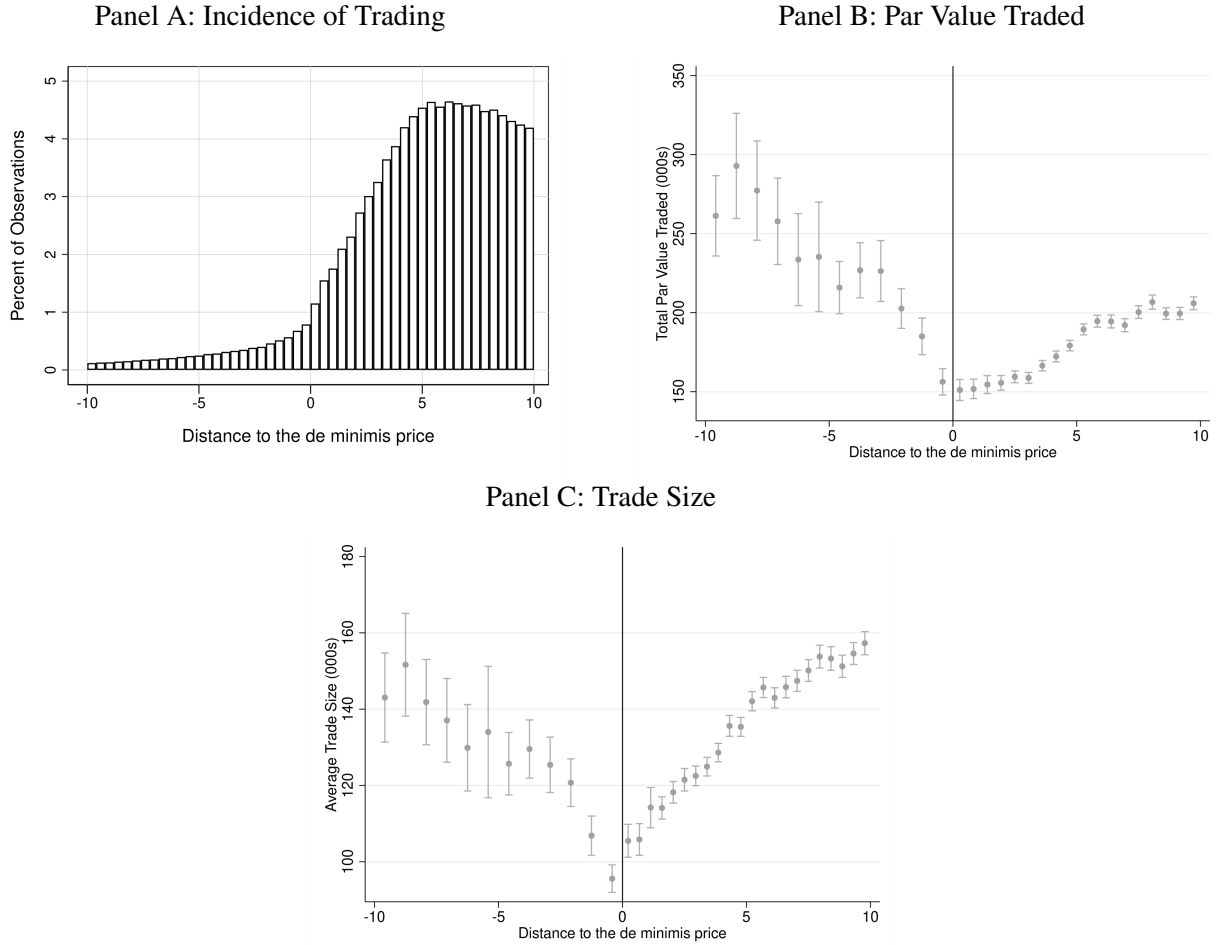 Panel A: Incidence of Trading
Percent of Observations
5
4
3
2
1
0
-10 -5 0 5 10
Distance to the de minimis price
Panel B: Par Value Traded
Total Par Value Traded (000s)
350
300
250
200
150
-10 -5 0 5 10
Distance to the de minimis price
Panel C: Trade Size
Average Trade Size (000s)
180
160
140
120
100
-10 -5 0 5 10
Distance to the de minimis price